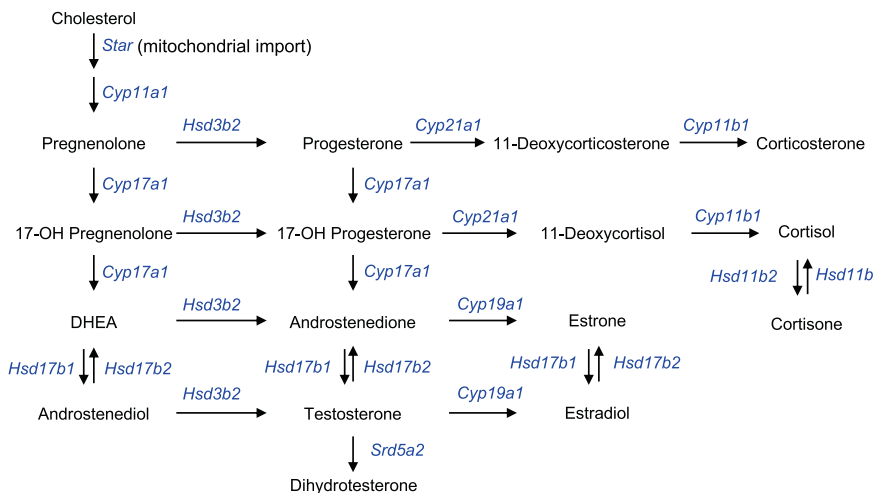 Cholesterol
Star (mitochondrial import)
Cyp11a1
Hsd3b2 Cyp21a1 Cyp11b1
Pregnenolone Progesterone 11-Deoxycorticosterone Corticosterone
Cyp17a1 Cyp17a1
Hsd3b2 Cyp21a1 Cyp11b1
17-OH Pregnenolone 17-OH Progesterone 11-Deoxycortisol Cortisol
Cyp17a1 Cyp17a1 Hsd11b2 Hsd11b
Hsd3b2 Cyp19a1
DHEA Androstenedione Estrone Cortisone
Hsd17b1 Hsd17b2 Hsd17b1 Hsd17b2 Hsd17b1 Hsd17b2
Hsd3b2 Cyp19a1
Androstenediol Testosterone Estradiol
Srd5a2
Dihydrotesterone